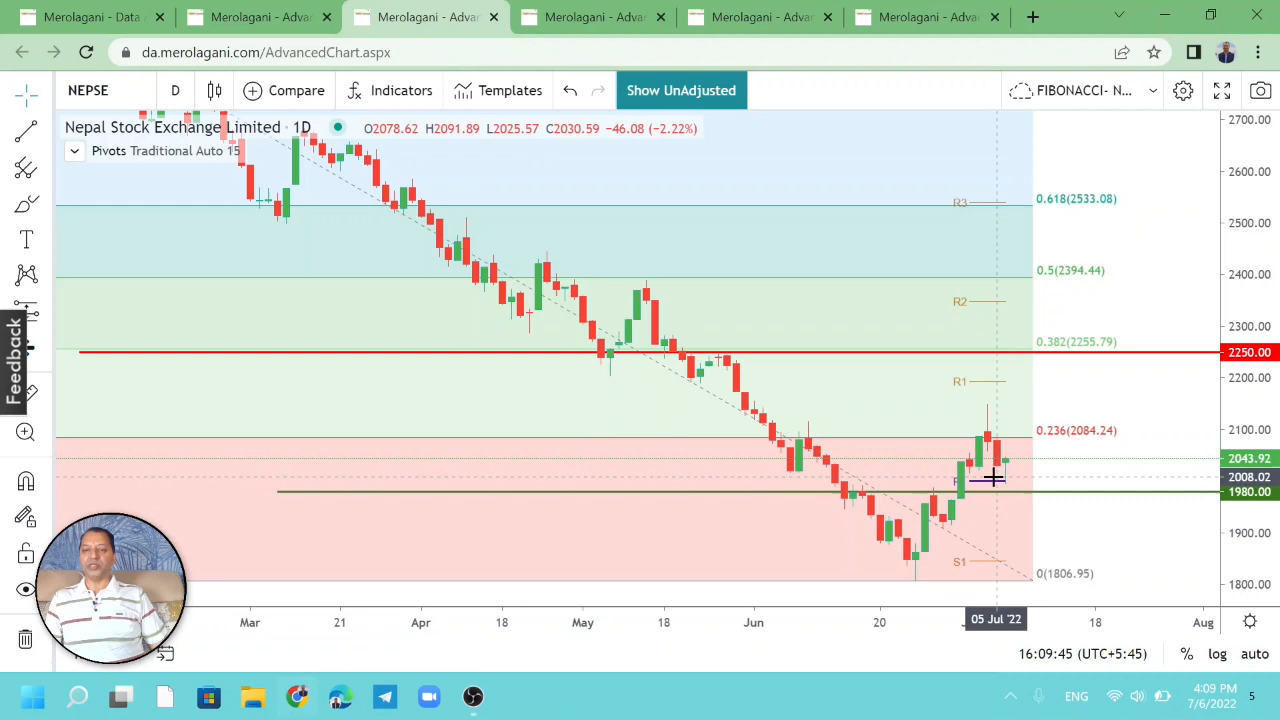 Merolagani - Data
Merolagani - Adva
Merolagani - Adva
Merolagani - Adva
Merolagani - Adva
Merolagani - Adva
da.merolagani.com/AdvancedChart.aspx
NEPSE
D
Compare
Indicators
Templates
Show UnAdjusted
FIBONACCI- N...
Nepal Stock Exchange Limited · 1D
O2078.62 H2091.89 L2025.57 C2030.59 −46.08 (−2.22%)
Pivots Traditional Auto 15
2700.00
2600.00
R3
0.618(2533.08)
2500.00
0.5(2394.44)
2400.00
R2
2300.00
0.382(2255.79)
2250.00
R1
2200.00
0.236(2084.24)
2100.00
2043.92
2008.02
1980.00
1900.00
S1
0(1806.95)
1800.00
Feedback
Mar
21
Apr
18
May
18
Jun
20
05 Jul '22
18
Aug
16:09:45 (UTC+5:45)
%
log
auto
ENG
4:09 PM
7/6/2022
5